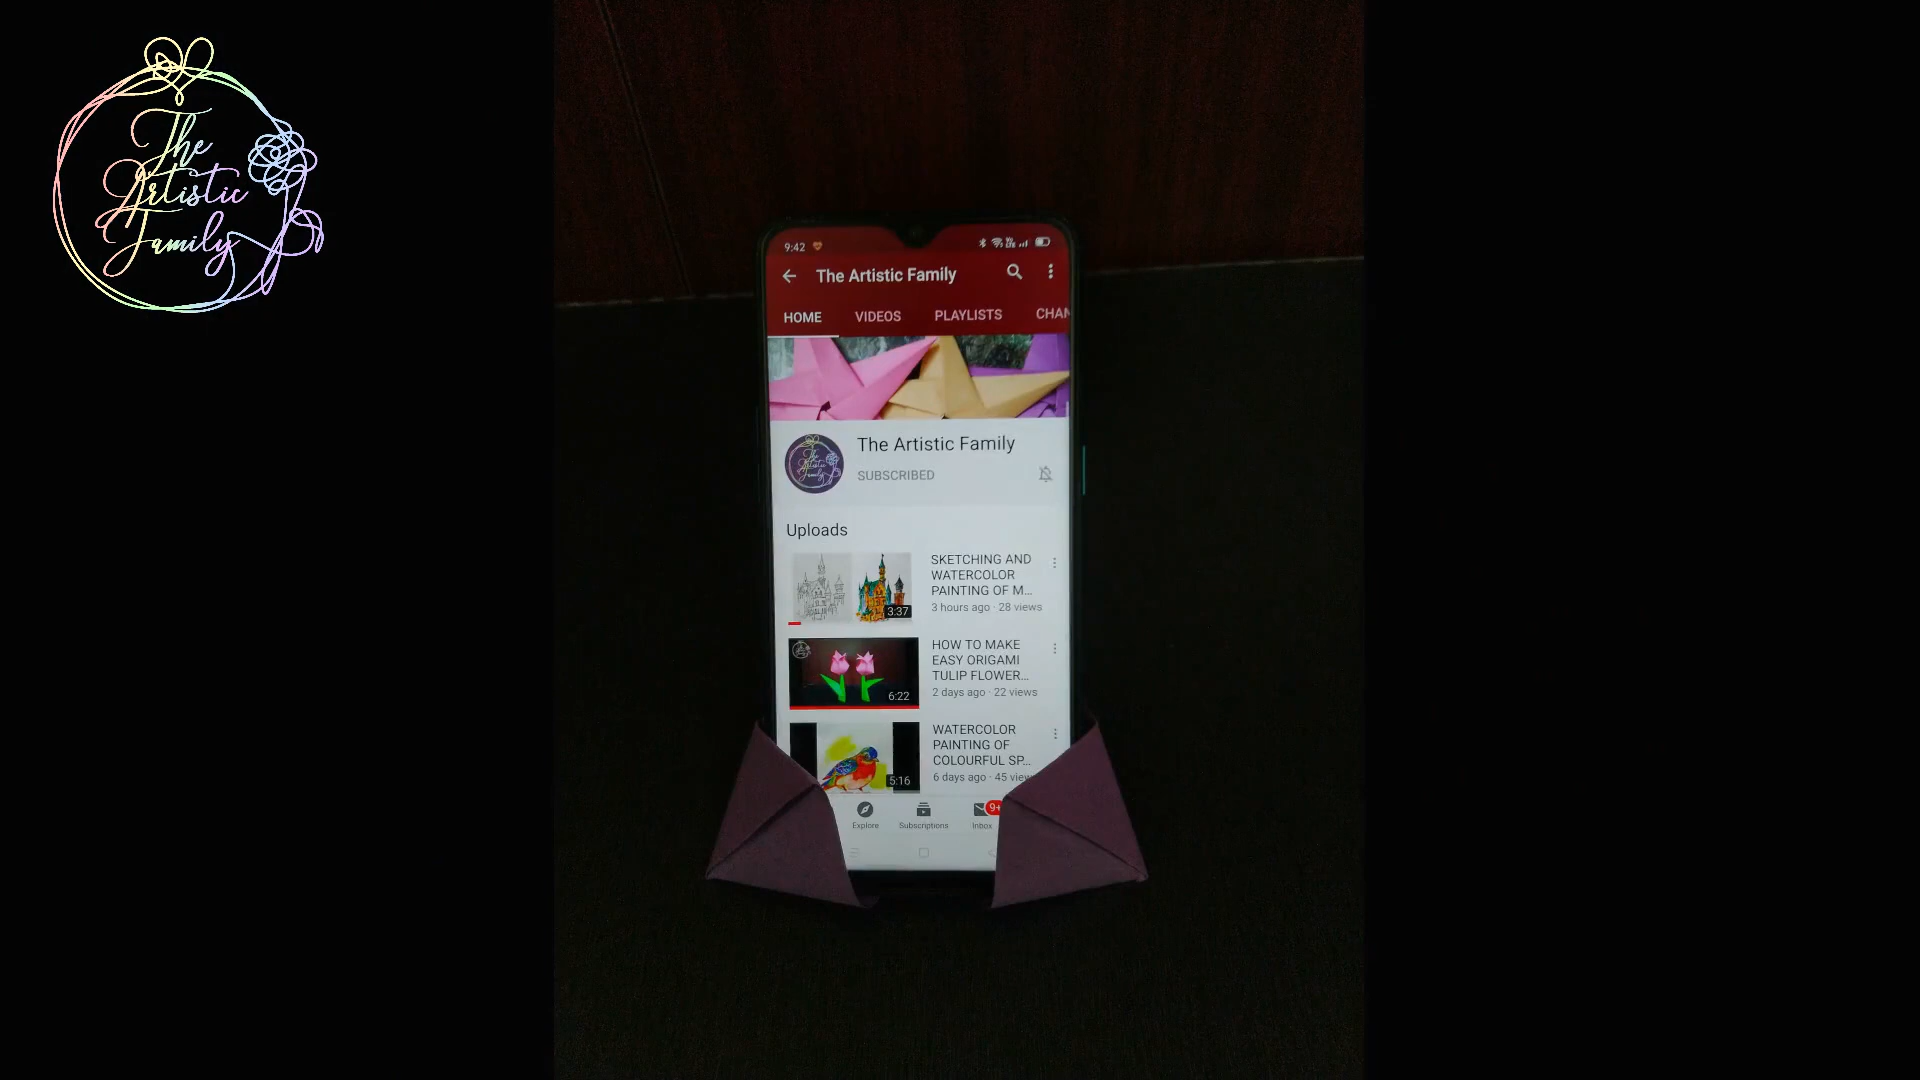 The
Artistic
Family
9:42
The Artistic Family
HOME VIDEOS PLAYLISTS CHAN
The Artistic Family
SUBSCRIBED
Uploads
SKETCHING AND
WATERCOLOR
PAINTING OF M...
3 hours ago · 28 views
3:37
HOW TO MAKE
EASY ORIGAMI
TULIP FLOWER...
2 days ago · 22 views
6:22
WATERCOLOR
PAINTING OF
COLOURFUL SP...
6 days ago · 45 views
5:16
9+
Explore Subscriptions Inbox